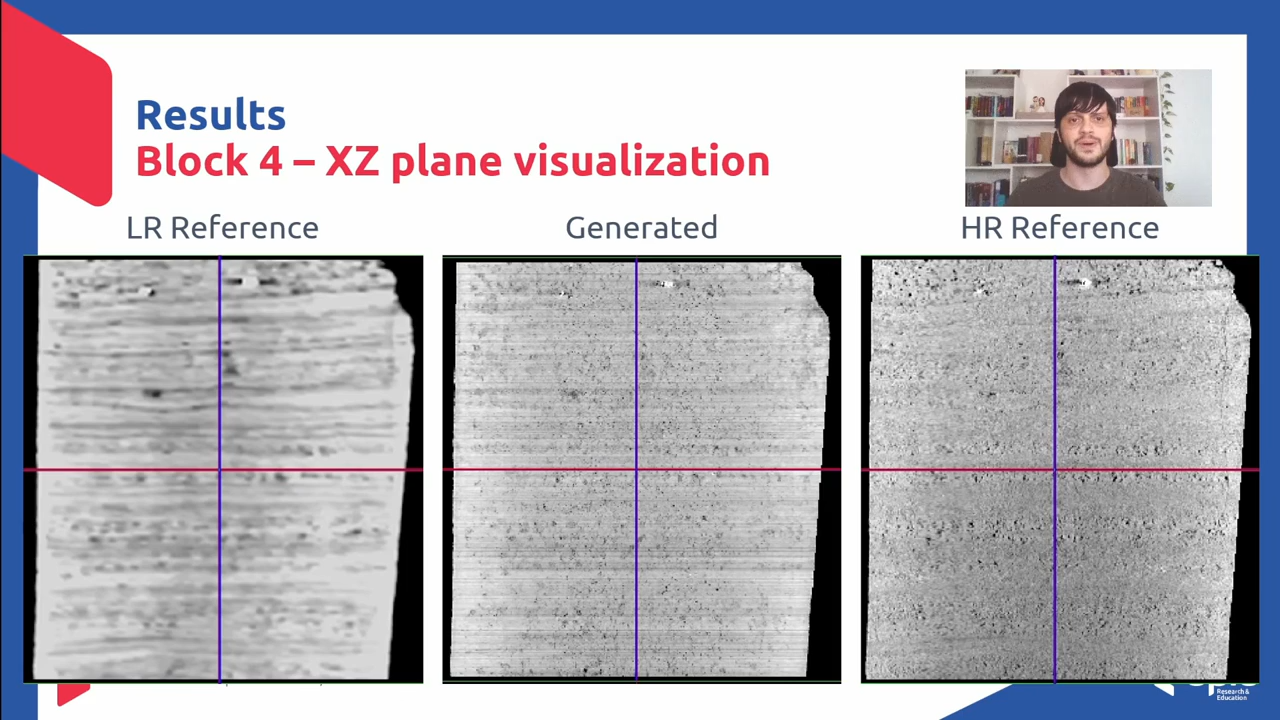 Results
Block 4 – XZ plane visualization
LR Reference
Generated
HR Reference
Research &
Education